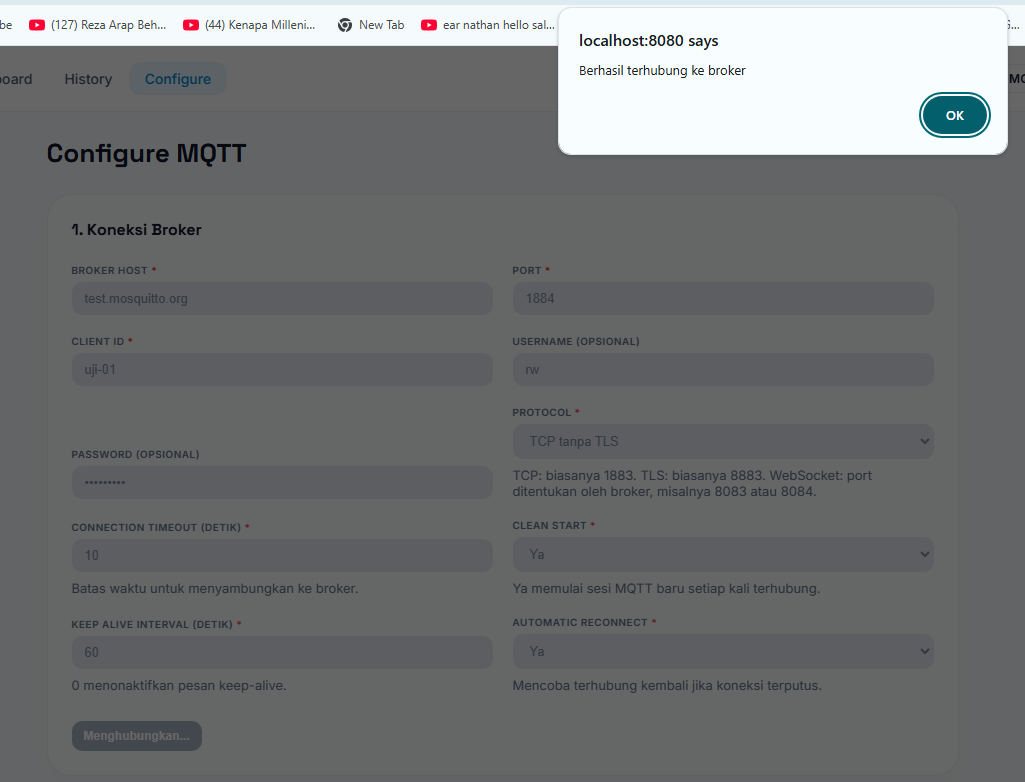 be
(127) Reza Arap Beh...
(44) Kenapa Milleni...
New Tab
ear nathan hello sal...
G...
localhost:8080 says
Berhasil terhubung ke broker
OK
oard
History
Configure
MQ
Configure MQTT
1. Koneksi Broker
BROKER HOST *
PORT *
test.mosquitto.org
1884
CLIENT ID *
USERNAME (OPSIONAL)
uji-01
rw
PROTOCOL *
TCP tanpa TLS
PASSWORD (OPSIONAL)
•••••••••
TCP: biasanya 1883. TLS: biasanya 8883. WebSocket: port
ditentukan oleh broker, misalnya 8083 atau 8084.
CONNECTION TIMEOUT (DETIK) *
CLEAN START *
10
Ya
Batas waktu untuk menyambungkan ke broker.
Ya memulai sesi MQTT baru setiap kali terhubung.
KEEP ALIVE INTERVAL (DETIK) *
AUTOMATIC RECONNECT *
60
Ya
0 menonaktifkan pesan keep-alive.
Mencoba terhubung kembali jika koneksi terputus.
Menghubungkan...